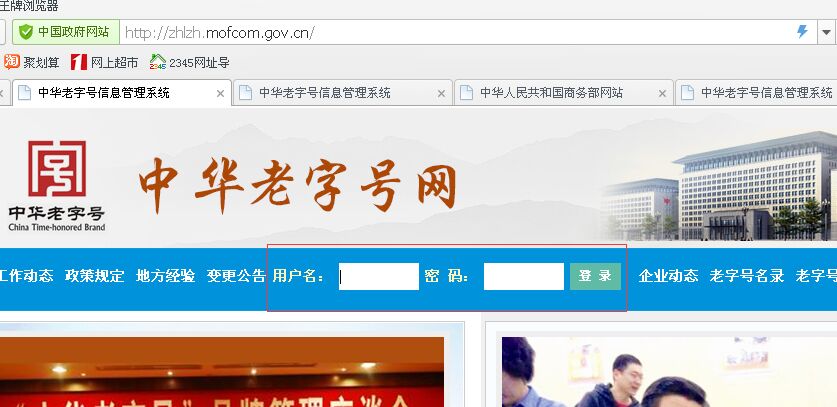 王牌浏览器
中国政府网站 http://zhlzh.mofcom.gov.cn/
淘 聚划算 1 网上超市 2345 2345网址导
中华老字号信息管理系统 × 中华老字号信息管理系统 × 中华人民共和国商务部网站 × 中华老字号信息管理系统
中华老字号
China Time-honored Brand
中华老字号网
工作动态 政策规定 地方经验 变更公告 用户名： 密 码： 登 录 企业动态 老字号名录 老字号